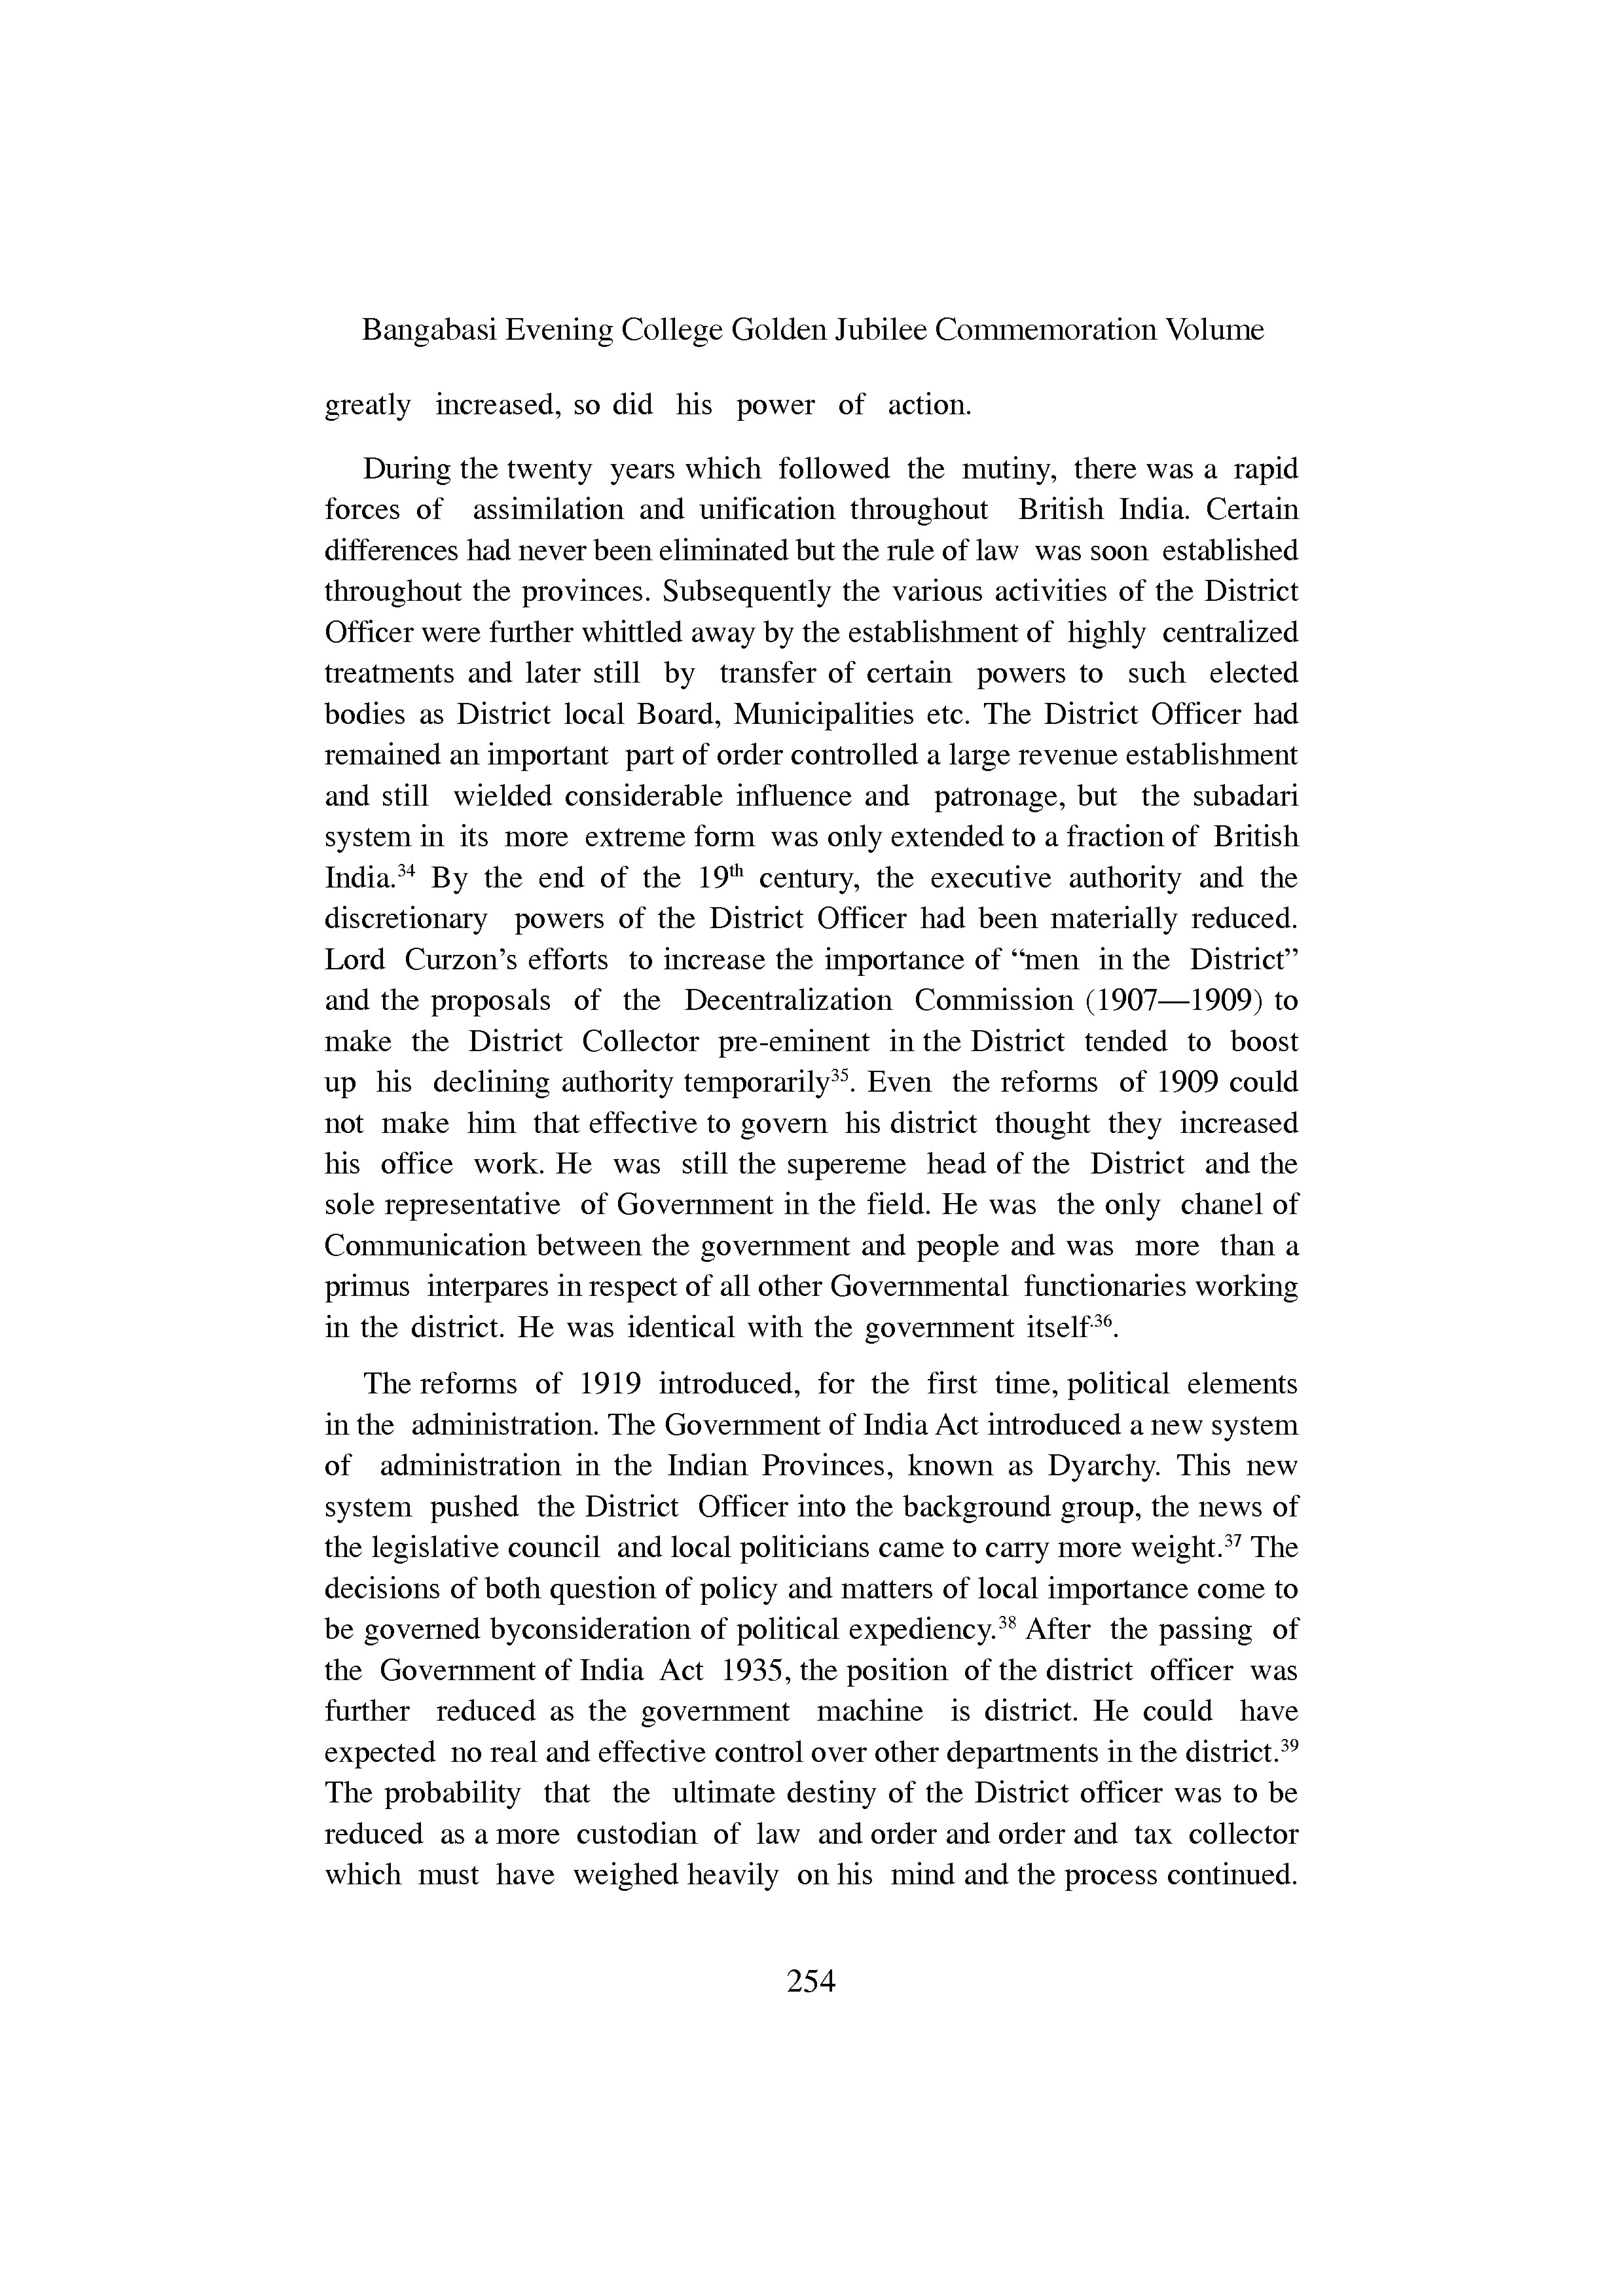 Bangabasi Evening College Golden Jubilee Commemoration Volume
greatly increased, so did his power of action.
During the twenty years which followed the mutiny, there was a rapid
forces of assimilation and unification throughout British India. Certain
differences had never been eliminated but the rule of law was soon established
throughout the provinces. Subsequently the various activities of the District
Officer were further whittled away by the establishment of highly centralized
treatments and later still by transfer of certain powers to such elected
bodies as District local Board, Municipalities etc. The District Officer had
remained an important part of order controlled a large revenue establishment
and still wielded considerable influence and patronage, but the subadari
system in its more extreme form was only extended to a fraction of British
India.³⁴ By the end of the 19ᵗʰ century, the executive authority and the
discretionary powers of the District Officer had been materially reduced.
Lord Curzon’s efforts to increase the importance of “men in the District”
and the proposals of the Decentralization Commission (1907—1909) to
make the District Collector pre-eminent in the District tended to boost
up his declining authority temporarily³⁵. Even the reforms of 1909 could
not make him that effective to govern his district thought they increased
his office work. He was still the supereme head of the District and the
sole representative of Government in the field. He was the only chanel of
Communication between the government and people and was more than a
primus interpares in respect of all other Governmental functionaries working
in the district. He was identical with the government itself·³⁶.
The reforms of 1919 introduced, for the first time, political elements
in the administration. The Government of India Act introduced a new system
of administration in the Indian Provinces, known as Dyarchy. This new
system pushed the District Officer into the background group, the news of
the legislative council and local politicians came to carry more weight.³⁷ The
decisions of both question of policy and matters of local importance come to
be governed byconsideration of political expediency.³⁸ After the passing of
the Government of India Act 1935, the position of the district officer was
further reduced as the government machine is district. He could have
expected no real and effective control over other departments in the district.³⁹
The probability that the ultimate destiny of the District officer was to be
reduced as a more custodian of law and order and order and tax collector
which must have weighed heavily on his mind and the process continued.
254